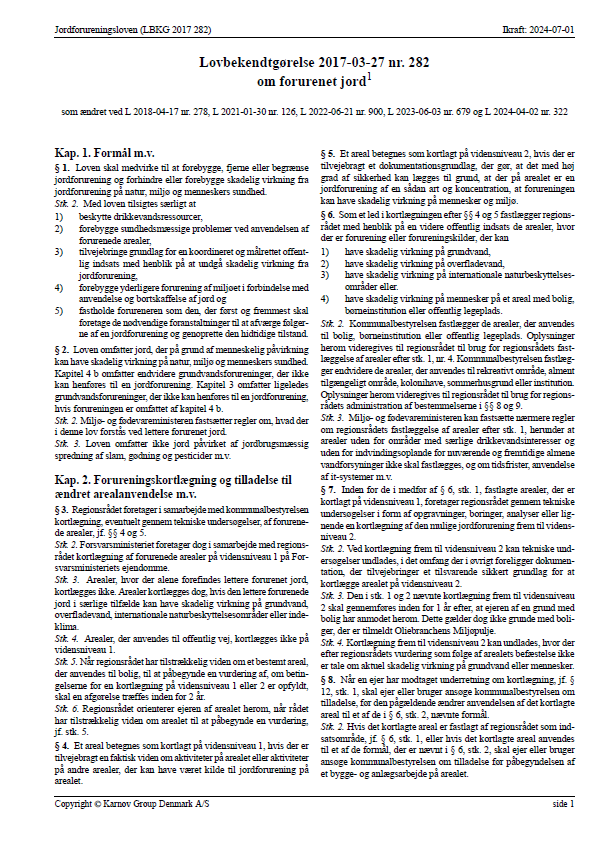 Jordforureningsloven (LBKG 2017 282)
Ikraft: 2024-07-01
Lovbekendtgørelse 2017-03-27 nr. 282
om forurenet jord1
som ændret ved L 2018-04-17 nr. 278, L 2021-01-30 nr. 126, L 2022-06-21 nr. 900, L 2023-06-03 nr. 679 og L 2024-04-02 nr. 322
Kap. 1. Formål m.v.
§ 1. Loven skal medvirke til at forebygge, fjerne eller begrænse
jordforurening og forhindre eller forebygge skadelig virkning fra
jordforurening på natur, miljø og menneskers sundhed.
Stk. 2. Med loven tilsigtes særligt at
1) beskytte drikkevandsressourcer,
2) forebygge sundhedsmæssige problemer ved anvendelsen af
forurenede arealer,
3) tilvejebringe grundlag for en koordineret og målrettet offent-
lig indsats med henblik på at undgå skadelig virkning fra
jordforurening,
4) forebygge yderligere forurening af miljøet i forbindelse med
anvendelse og bortskaffelse af jord og
5) fastholde forureneren som den, der først og fremmest skal
foretage de nødvendige foranstaltninger til at afværge følger-
ne af en jordforurening og genoprette den hidtidige tilstand.
§ 2. Loven omfatter jord, der på grund af menneskelig påvirkning
kan have skadelig virkning på natur, miljø og menneskers sundhed.
Kapitel 4 b omfatter endvidere grundvandsforureninger, der ikke
kan henføres til en jordforurening. Kapitel 3 omfatter ligeledes
grundvandsforureninger, der ikke kan henføres til en jordforurening,
hvis forureningen er omfattet af kapitel 4 b.
Stk. 2. Miljø- og fødevareministeren fastsætter regler om, hvad der
i denne lov forstås ved lettere forurenet jord.
Stk. 3. Loven omfatter ikke jord påvirket af jordbrugsmæssig
spredning af slam, gødning og pesticider m.v.
Kap. 2. Forureningskortlægning og tilladelse til
ændret arealanvendelse m.v.
§ 3. Regionsrådet foretager i samarbejde med kommunalbestyrelsen
kortlægning, eventuelt gennem tekniske undersøgelser, af forurene-
de arealer, jf. §§ 4 og 5.
Stk. 2. Forsvarsministeriet foretager dog i samarbejde med regions-
rådet kortlægning af forurenede arealer på vidensniveau 1 på For-
svarsministeriets ejendomme.
Stk. 3. Arealer, hvor der alene forefindes lettere forurenet jord,
kortlægges ikke. Arealer kortlægges dog, hvis den lettere forurenede
jord i særlige tilfælde kan have skadelig virkning på grundvand,
overfladevand, internationale naturbeskyttelsesområder eller inde-
klima.
Stk. 4. Arealer, der anvendes til offentlig vej, kortlægges ikke på
vidensniveau 1.
Stk. 5. Når regionsrådet har tilstrækkelig viden om et bestemt areal,
der anvendes til bolig, til at påbegynde en vurdering af, om betin-
gelserne for en kortlægning på vidensniveau 1 eller 2 er opfyldt,
skal en afgørelse træffes inden for 2 år.
Stk. 6. Regionsrådet orienterer ejeren af arealet herom, når rådet
har tilstrækkelig viden om arealet til at påbegynde en vurdering,
jf. stk. 5.
§ 4. Et areal betegnes som kortlagt på vidensniveau 1, hvis der er
tilvejebragt en faktisk viden om aktiviteter på arealet eller aktiviteter
på andre arealer, der kan have været kilde til jordforurening på
arealet.
§ 5. Et areal betegnes som kortlagt på vidensniveau 2, hvis der er
tilvejebragt et dokumentationsgrundlag, der gør, at det med høj
grad af sikkerhed kan lægges til grund, at der på arealet er en
jordforurening af en sådan art og koncentration, at forureningen
kan have skadelig virkning på mennesker og miljø.
§ 6. Som et led i kortlægningen efter §§ 4 og 5 fastlægger regions-
rådet med henblik på en videre offentlig indsats de arealer, hvor
der er forurening eller forureningskilder, der kan
1) have skadelig virkning på grundvand,
2) have skadelig virkning på overfladevand,
3) have skadelig virkning på internationale naturbeskyttelses-
områder eller.
4) have skadelig virkning på mennesker på et areal med bolig,
børneinstitution eller offentlig legeplads.
Stk. 2. Kommunalbestyrelsen fastlægger de arealer, der anvendes
til bolig, børneinstitution eller offentlige legeplads. Oplysninger
herom videregives til regionsrådet til brug for regionsrådets fast-
læggelse af arealer efter stk. 1, nr. 4. Kommunalbestyrelsen fastlæg-
ger endvidere de arealer, der anvendes til rekreativt område, alment
tilgængeligt område, kolonihave, sommerhusgrund eller institution.
Oplysninger herom videregives til regionsrådet til brug for regions-
rådets administration af bestemmelserne i §§ 8 og 9.
Stk. 3. Miljø- og fødevareministeren kan fastsætte nærmere regler
om regionsrådets fastlæggelse af arealer efter stk. 1, herunder at
arealer uden for områder med særlige drikkevandsinteresser og
uden for indvindingsoplande for nuværende og fremtidige almene
vandforsyninger ikke skal fastlægges, og om tidsfrister, anvendelse
af it-systemer m.v.
§ 7. Inden for de i medfør af § 6, stk. 1, fastlagte arealer, der er
kortlagt på vidensniveau 1, foretager regionsrådet gennem tekniske
undersøgelser i form af opgravninger, boringer, analyser eller lig-
nende en kortlægning af den mulige jordforurening frem til videns-
niveau 2.
Stk. 2. Ved kortlægning frem til vidensniveau 2 kan tekniske und-
ersøgelser undlades, i det omfang der i øvrigt foreligger dokumen-
tation, der tilvejebringer et tilsvarende sikkert grundlag for at
kortlægge arealet på vidensniveau 2.
Stk. 3. Den i stk. 1 og 2 nævnte kortlægning frem til vidensniveau
2 skal gennemføres inden for 1 år efter, at ejeren af en grund med
bolig har anmodet herom. Dette gælder dog ikke grunde med boli-
ger, der er tilmeldt Oliebranchens Miljøpulje.
Stk. 4. Kortlægning frem til vidensniveau 2 kan undlades, hvor der
efter regionsrådets vurdering som følge af arealets befæstelse ikke
er tale om aktuel skadelig virkning på grundvand eller mennesker.
§ 8. Når en ejer har modtaget underretning om kortlægning, jf. §
12, stk. 1, skal ejer eller bruger ansøge kommunalbestyrelsen om
tilladelse, før den pågældende ændrer anvendelsen af det kortlagte
areal til et af de i § 6, stk. 2, nævnte formål.
Stk. 2. Hvis det kortlagte areal er fastlagt af regionsrådet som ind-
satsområde, jf. § 6, stk. 1, eller hvis det kortlagte areal anvendes
til et af de formål, der er nævnt i § 6, stk. 2, skal ejer eller bruger
ansøge kommunalbestyrelsen om tilladelse for påbegyndelsen af
et bygge- og anlægsarbejde på arealet.
Copyright © Karnov Group Denmark A/S
side 1